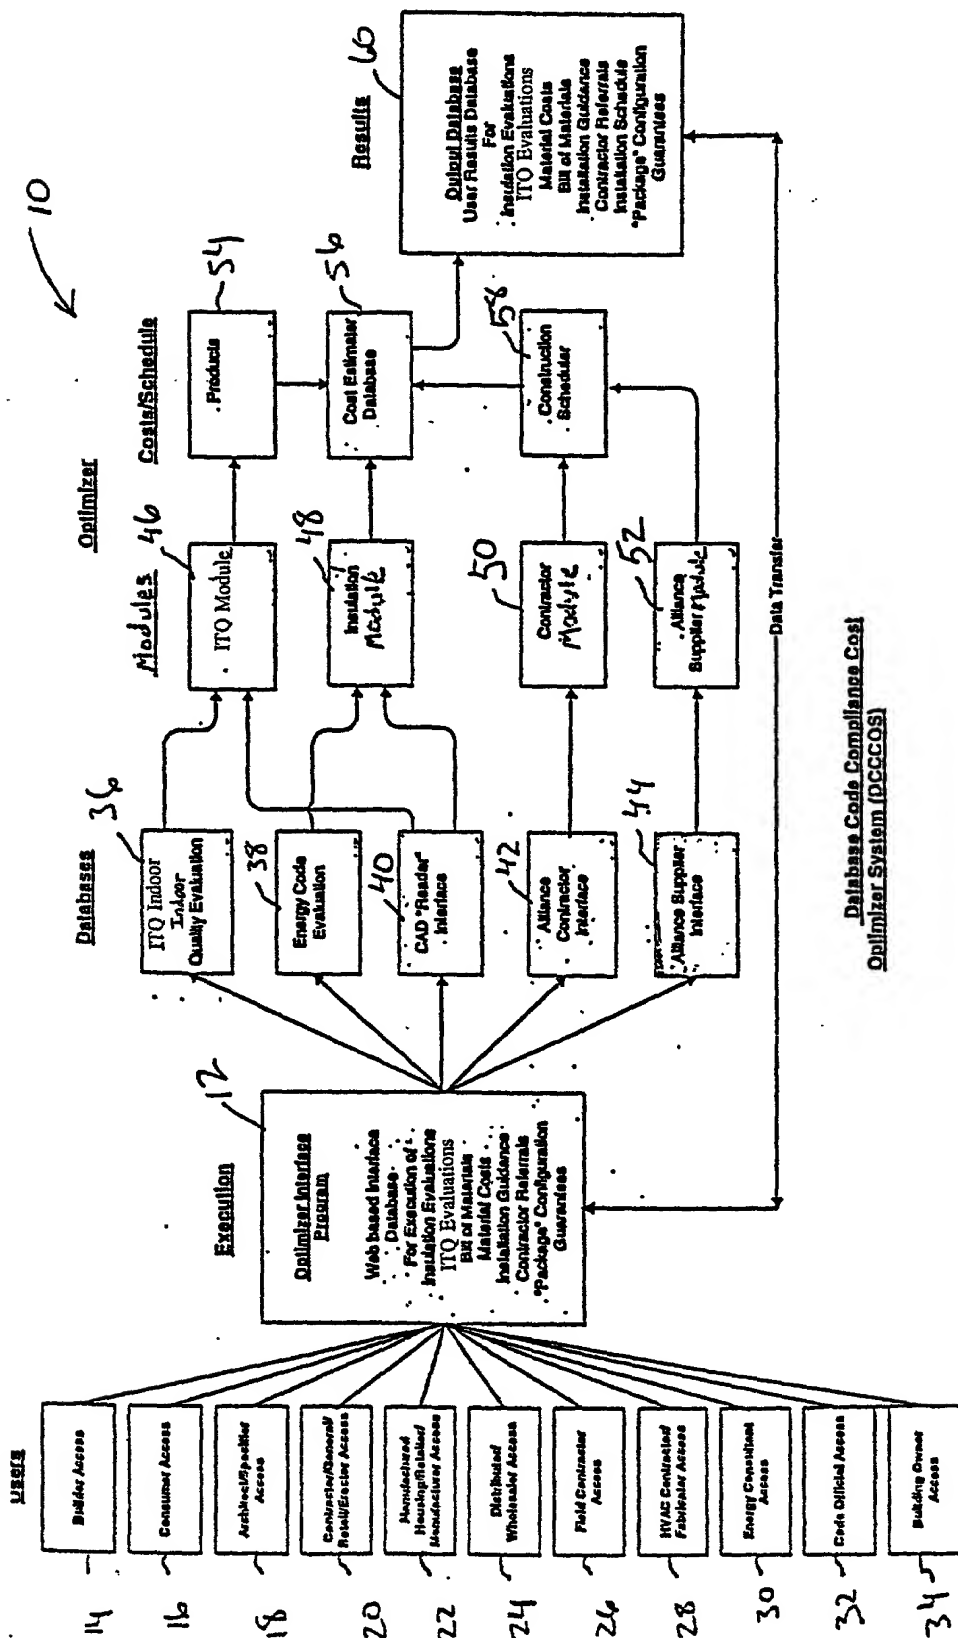 10
Users
14
Builder Access
16
Consumer Access
18
Architect/Specifier
Access
20
Contractor/General/
Retail/Erector Access
22
Manufactured
Housing/Retailer/
Manufacturer Access
24
Distributed
Wholesaler Access
26
Field Contractor
Access
28
HVAC Contractor/
Fabricator Access
30
Energy Consultant
Access
32
Code Official Access
34
Building Owner
Access
Execution
12
Optimizer Interface
Program
Web based Interface
Database
For Execution of
Insulation Evaluations
ITQ Evaluations
Bill of Materials
Material Costs
Installation Guidance
Contractor Referrals
"Package" Configuration
Guarantees
Databases
36
ITQ Indoor
Indoor
Quality Evaluation
38
Energy Code
Evaluation
40
CAD "Reader"
Interface
42
Alliance
Contractor
Interface
44
Alliance Supplier
Interface
Optimizer
Modules
46
ITQ Module
48
Insulation
Module
50
Contractor
Module
52
Alliance
Supplier Module
Costs/Schedule
54
Products
56
Cost Estimater
Database
58
Construction
Scheduler
Results
60
Output Database
User Results Database
For
Insulation Evaluations
ITQ Evaluations
Material Costs
Bill of Materials
Installation Guidance
Contractor Referrals
Instalation Schedule
"Package" Configuration
Guarantees
Data Transfer
Database Code Compliance Cost
Optimizer System (DCCCOS)